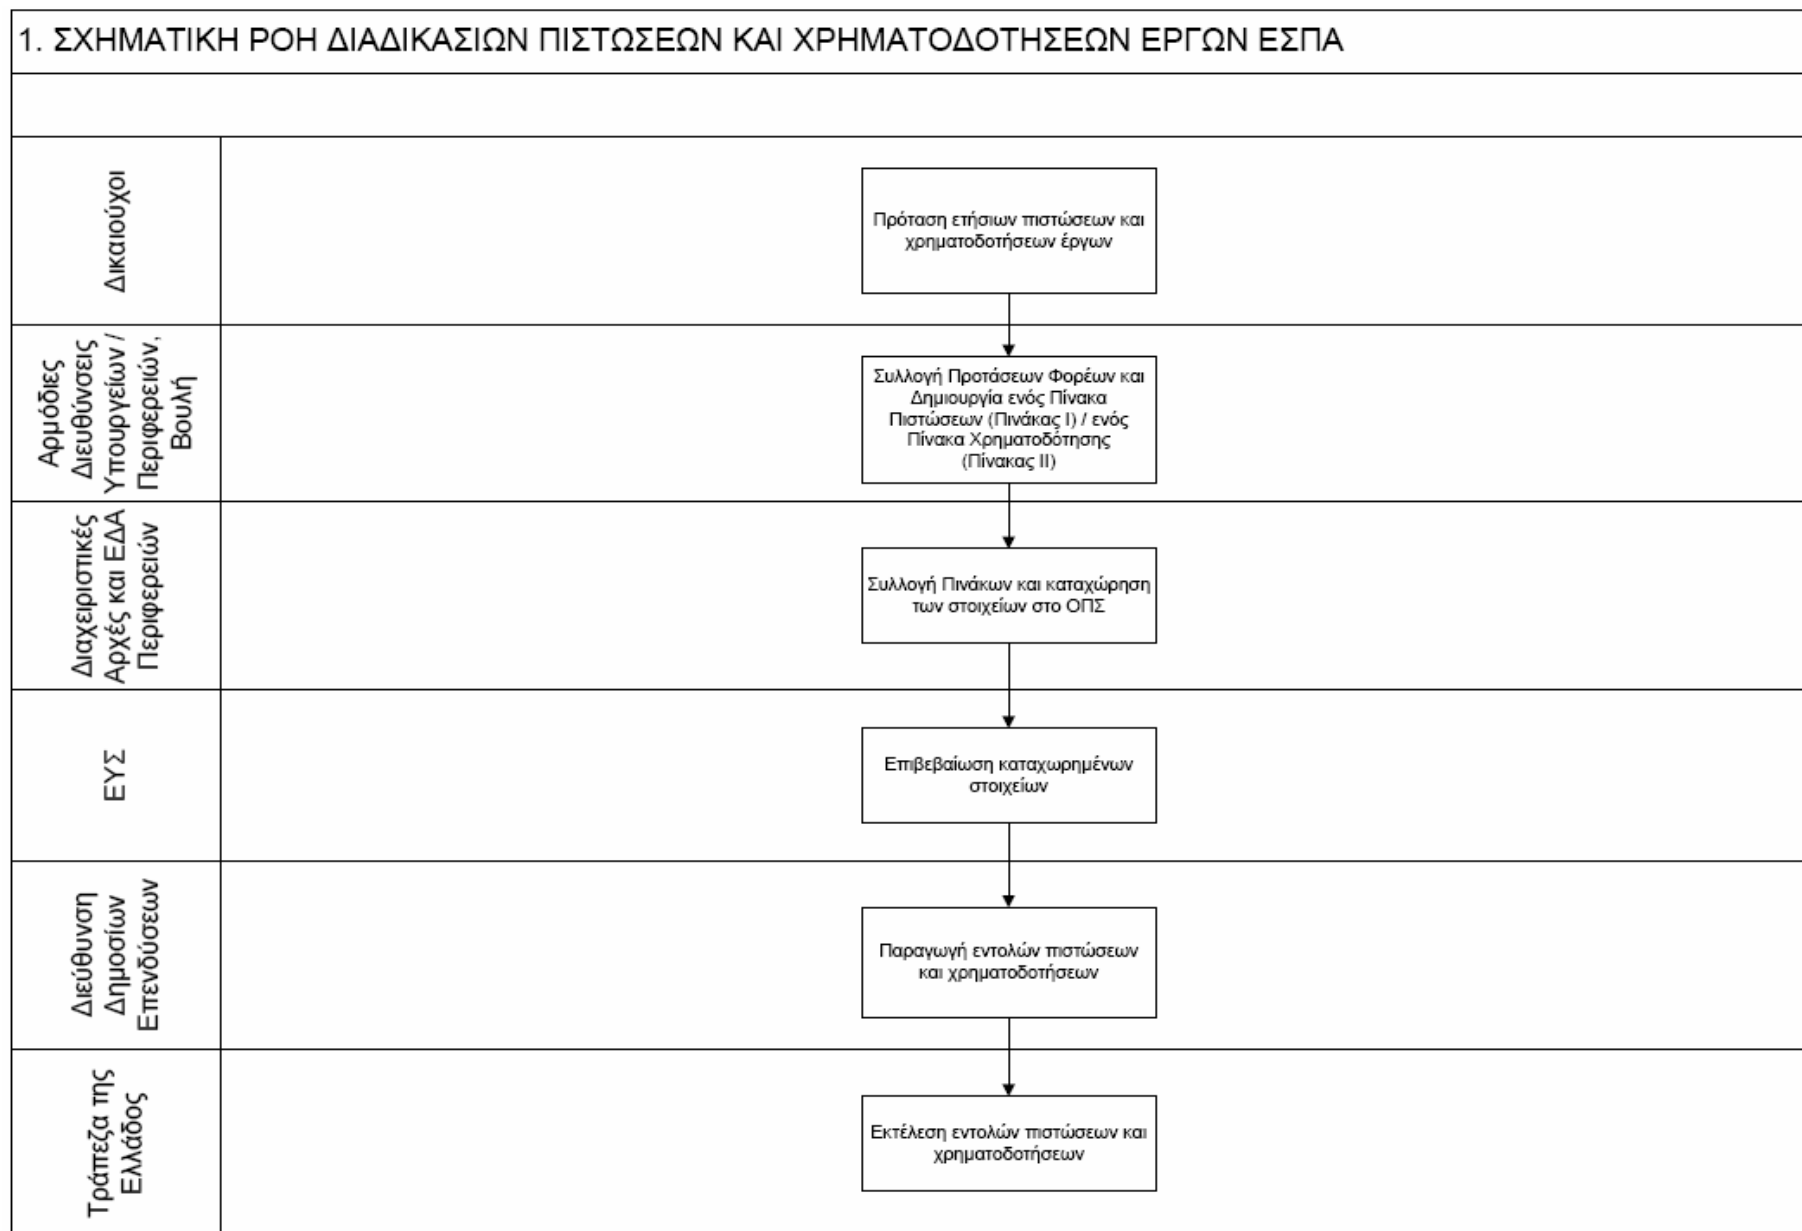 1. ΣΧΗΜΑΤΙΚΗ ΡΟΗ ΔΙΑΔΙΚΑΣΙΩΝ ΠΙΣΤΩΣΕΩΝ ΚΑΙ ΧΡΗΜΑΤΟΔΟΤΗΣΕΩΝ ΕΡΓΩΝ ΕΣΠΑ
Δικαιούχοι
Πρόταση ετήσιων πιστώσεων και
χρηματοδοτήσεων έργων
Αρμόδιες
Διευθύνσεις
Υπουργείων /
Περιφερειών,
Βουλή
Συλλογή Προτάσεων Φορέων και
Δημιουργία ενός Πίνακα
Πιστώσεων (Πινάκας Ι) / ενός
Πίνακα Χρηματοδότησης
(Πίνακας ΙΙ)
Διαχειριστικές
Αρχές και ΕΔΑ
Περιφερειών
Συλλογή Πινάκων και καταχώρηση
των στοιχείων στο ΟΠΣ
ΕΥΣ
Επιβεβαίωση καταχωρημένων
στοιχείων
Διεύθυνση
Δημοσίων
Επενδύσεων
Παραγωγή εντολών πιστώσεων
και χρηματοδοτήσεων
Τράπεζα της
Ελλάδος
Εκτέλεση εντολών πιστώσεων και
χρηματοδοτήσεων